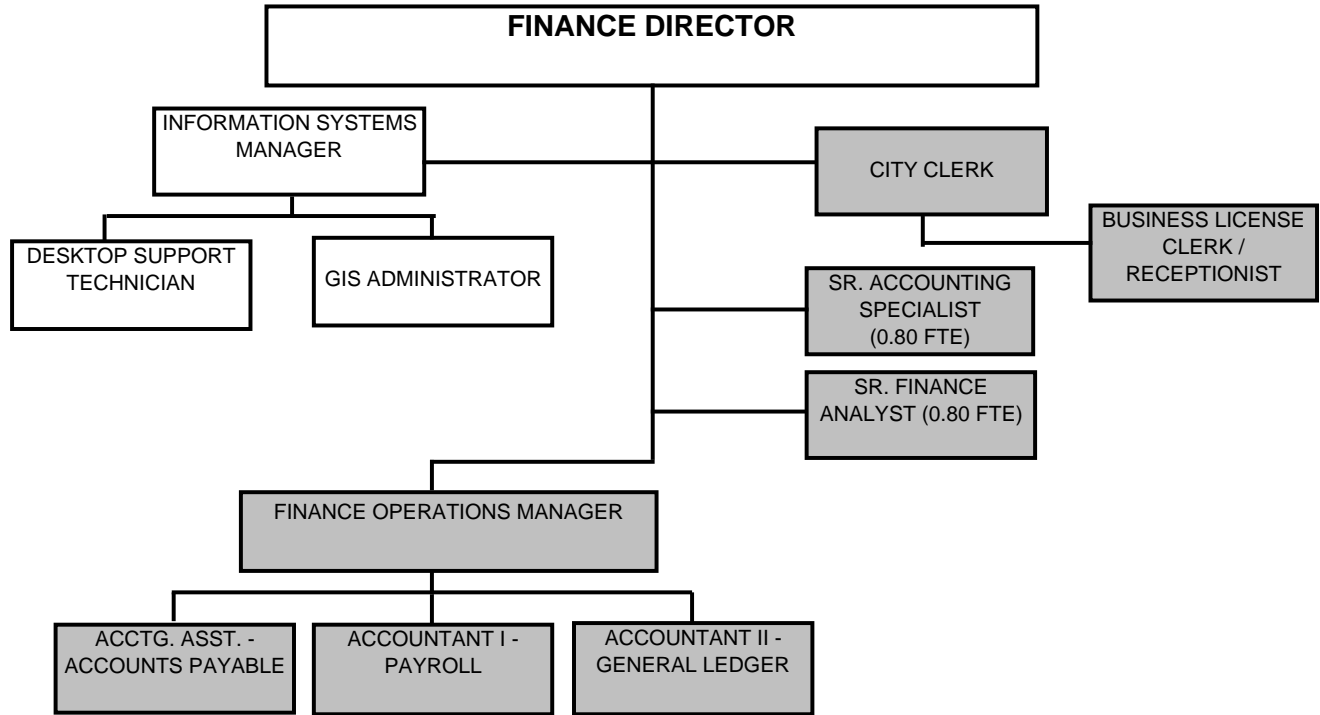 FINANCE DIRECTOR
INFORMATION SYSTEMS
MANAGER
CITY CLERK
BUSINESS LICENSE
CLERK /
RECEPTIONIST
DESKTOP SUPPORT
TECHNICIAN
GIS ADMINISTRATOR
SR. ACCOUNTING
SPECIALIST
(0.80 FTE)
SR. FINANCE
ANALYST (0.80 FTE)
FINANCE OPERATIONS MANAGER
ACCTG. ASST. -
ACCOUNTS PAYABLE
ACCOUNTANT I -
PAYROLL
ACCOUNTANT II -
GENERAL LEDGER